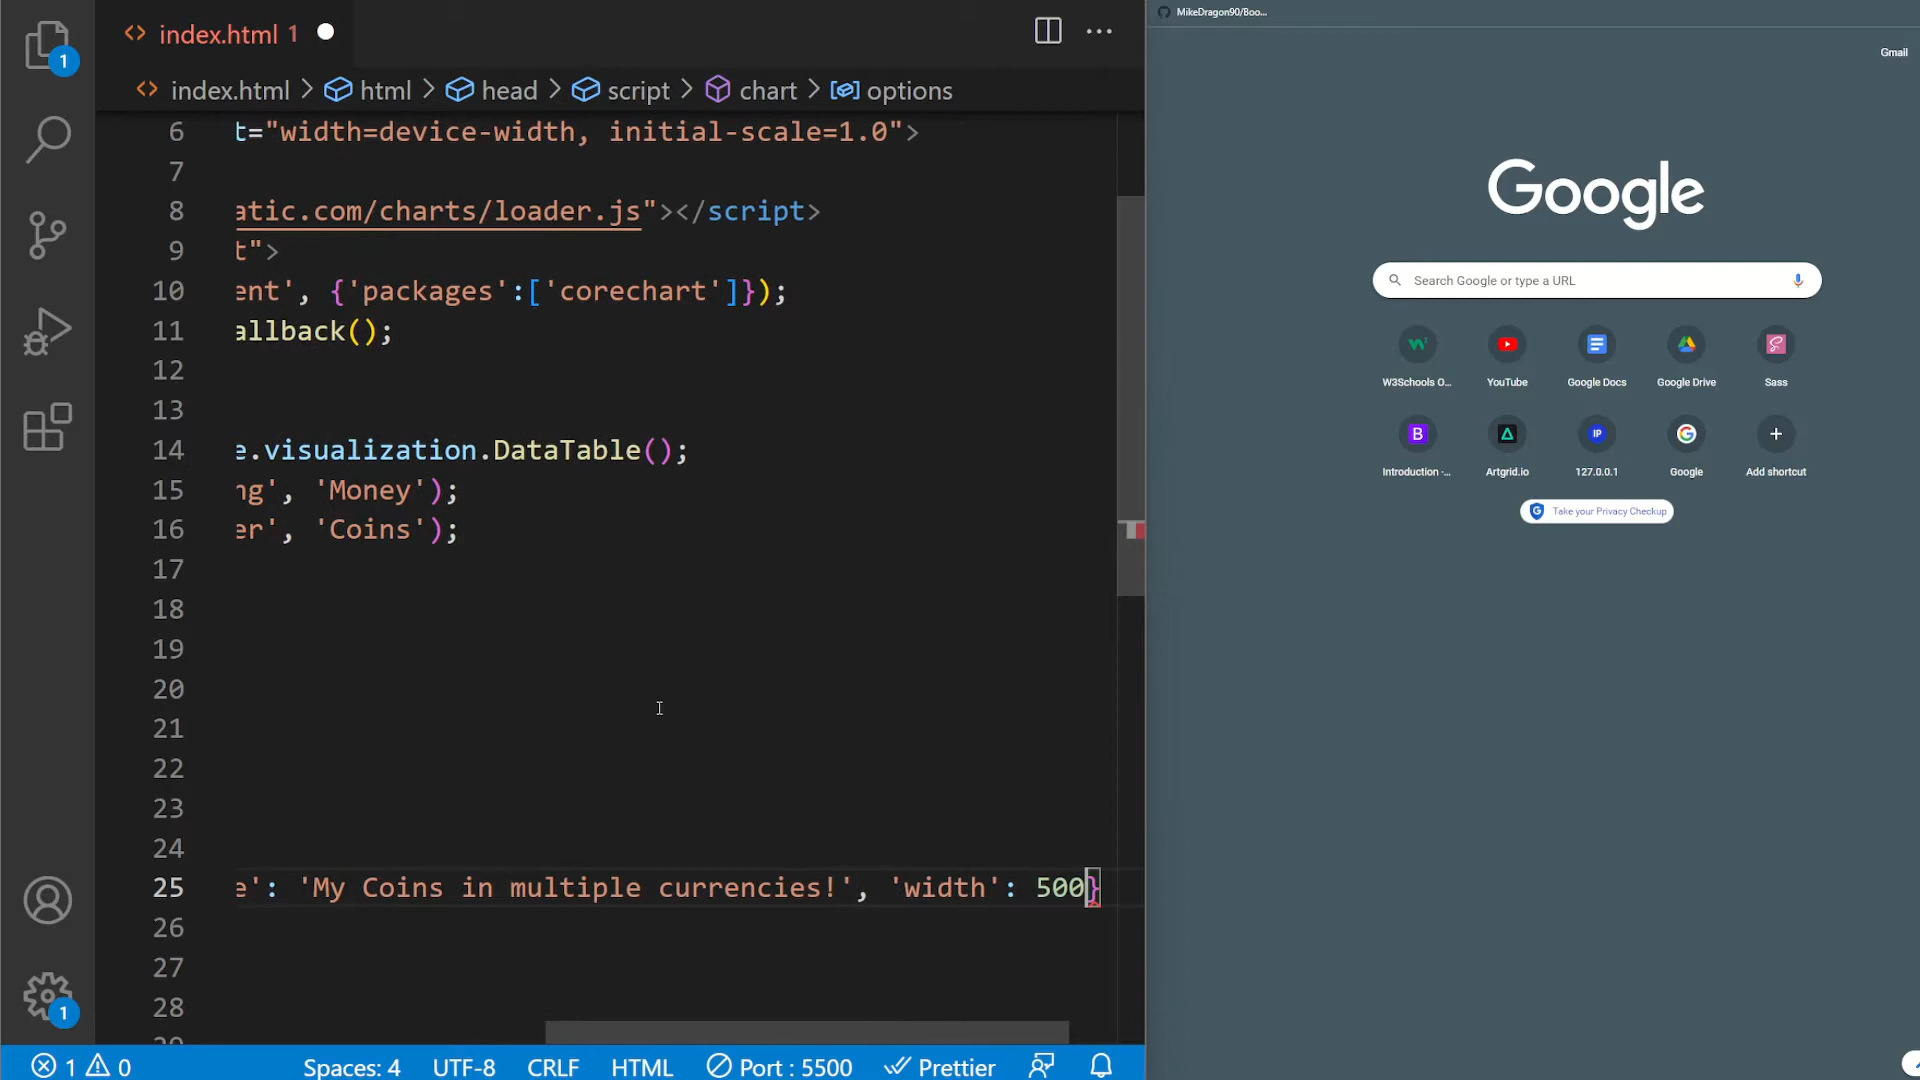 index.html 1
index.html > html > head > script > chart > options
6 t="width=device-width, initial-scale=1.0">
7
8 atic.com/charts/loader.js"></script>
9 t">
10 ent', {'packages':['corechart']});
11 allback();
12
13
14 e.visualization.DataTable();
15 ng', 'Money');
16 er', 'Coins');
17
18
19
20
21
22
23
24
25 e': 'My Coins in multiple currencies!', 'width': 500}
26
27
28
1
1
1 0 Spaces: 4 UTF-8 CRLF HTML Port : 5500 Prettier
MikeDragon90/Boo...
Gmail
Google
Search Google or type a URL
W3Schools O... YouTube Google Docs Google Drive Sass
B IP G
Introduction -... Artgrid.io 127.0.0.1 Google Add shortcut
Take your Privacy Checkup